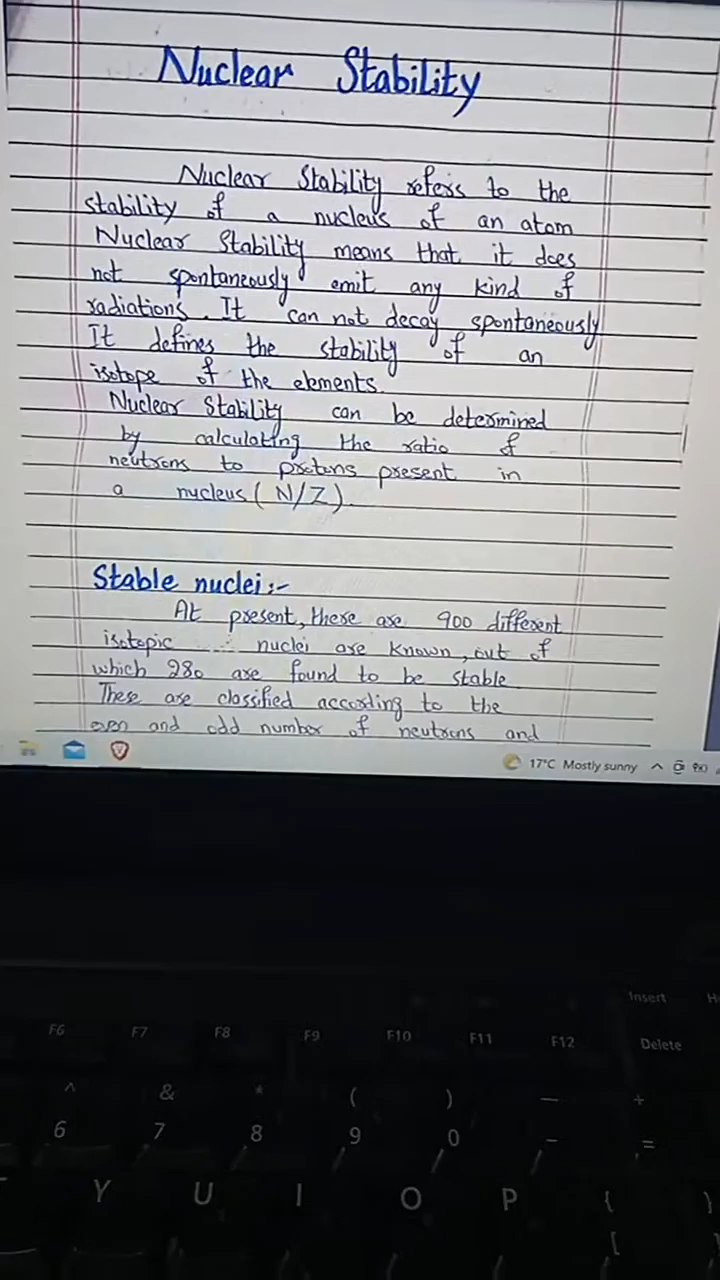 Nuclear Stability
Nuclear Stability refers to the
stability of a nucleus of an atom
Nuclear Stability means that it does
not spontaneously emit any kind of
radiations. It can not decay spontaneously
It defines the stability of an
isotope of the elements.
Nuclear Stability can be determined
by calculating the ratio of
neutrons to protons present in
a nucleus (N/Z).
Stable nuclei:-
At present, there are 900 different
isotopic nuclei are known, out of
which 280 are found to be stable
These are classified according to the
even and odd number of neutrons and
17°C Mostly sunny
Insert
F6 F7 F8 F9 F10 F11 F12 Delete
^ & * ( ) — +
6 7 8 9 0 - =
Y U I O P { }
[